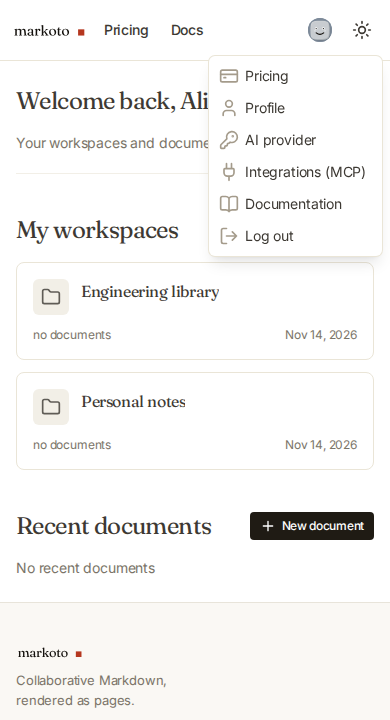 markoto
Pricing
Docs
Pricing
Profile
AI provider
Integrations (MCP)
Documentation
Log out
Welcome back, Ali
Your workspaces and docume
My workspaces
Engineering library
no documents
Nov 14, 2026
Personal notes
no documents
Nov 14, 2026
Recent documents
New document
No recent documents
markoto
Collaborative Markdown,
rendered as pages.